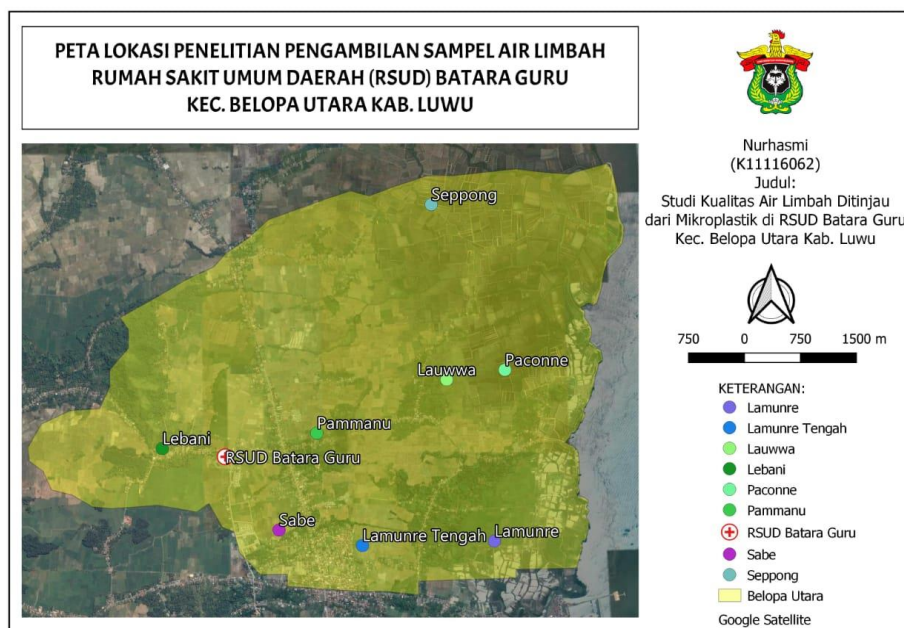 PETA LOKASI PENELITIAN PENGAMBILAN SAMPEL AIR LIMBAH
RUMAH SAKIT UMUM DAERAH (RSUD) BATARA GURU
KEC. BELOPA UTARA KAB. LUWU
Nurhasmi
(K11116062)
Judul:
Studi Kualitas Air Limbah Ditinjau
dari Mikroplastik di RSUD Batara Guru
Kec. Belopa Utara Kab. Luwu
Seppong
Lauwwa
Paconne
Pammanu
Lebani
RSUD Batara Guru
Sabe
Lamunre Tengah
Lamunre
750 0 750 1500 m
KETERANGAN:
Lamunre
Lamunre Tengah
Lauwwa
Lebani
Paconne
Pammanu
RSUD Batara Guru
Sabe
Seppong
Belopa Utara
Google Satellite